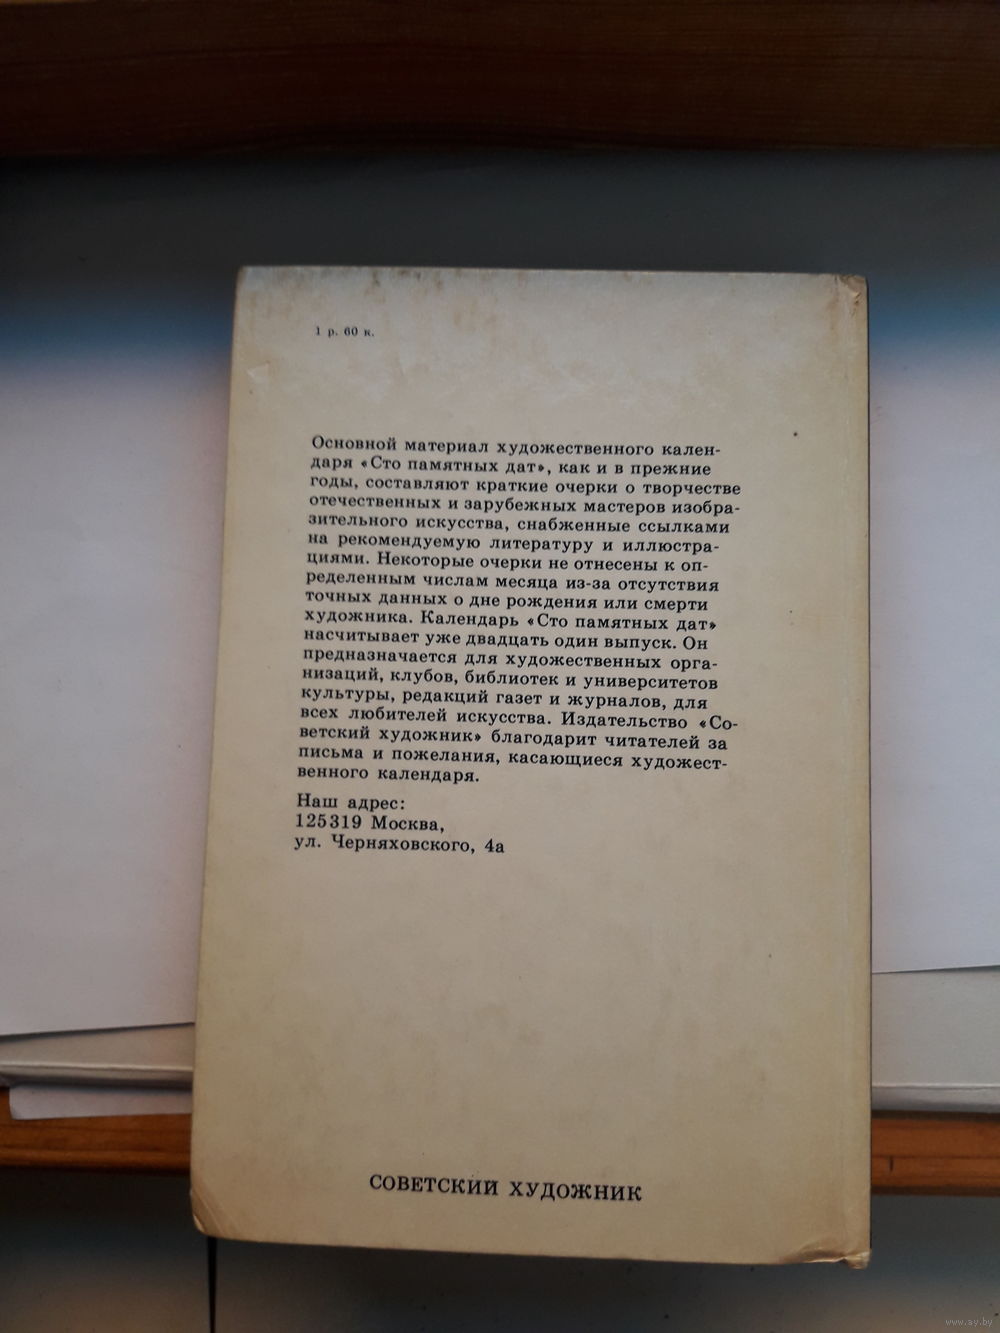 1 р. 60 к.
Основной материал художественного кален-
даря «Сто памятных дат», как и в прежние
годы, составляют краткие очерки о творчестве
отечественных и зарубежных мастеров изобра-
зительного искусства, снабженные ссылками
на рекомендуемую литературу и иллюстра-
циями. Некоторые очерки не отнесены к оп-
ределенным числам месяца из-за отсутствия
точных данных о дне рождения или смерти
художника. Календарь «Сто памятных дат»
насчитывает уже двадцать один выпуск. Он
предназначается для художественных орга-
низаций, клубов, библиотек и университетов
культуры, редакций газет и журналов, для
всех любителей искусства. Издательство «Со-
ветский художник» благодарит читателей за
письма и пожелания, касающиеся художест-
венного календаря.
Наш адрес:
125319 Москва,
ул. Черняховского, 4а
СОВЕТСКИЙ ХУДОЖНИК
www.ay.by